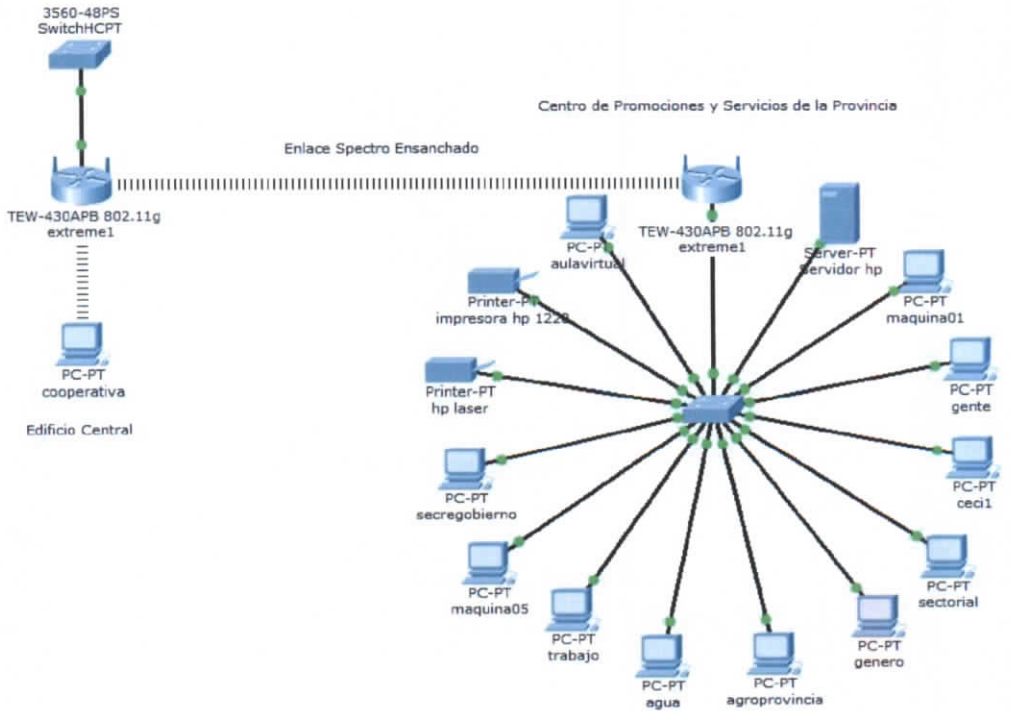 3560-48PS
SwitchHCPT
Centro de Promociones y Servicios de la Provincia
Enlace Spectro Ensanchado
TEW-430APB 802.11g
extreme1
TEW-430APB 802.11g
extreme1
PC-PT
aulavirtual
Server-PT
Servidor hp
Printer-PT
impresora hp 1220
PC-PT
maquina01
PC-PT
cooperativa
Printer-PT
hp laser
PC-PT
gente
Edificio Central
PC-PT
secregobierno
PC-PT
ceci1
PC-PT
maquina05
PC-PT
sectorial
PC-PT
trabajo
PC-PT
genero
PC-PT
agua
PC-PT
agroprovincia